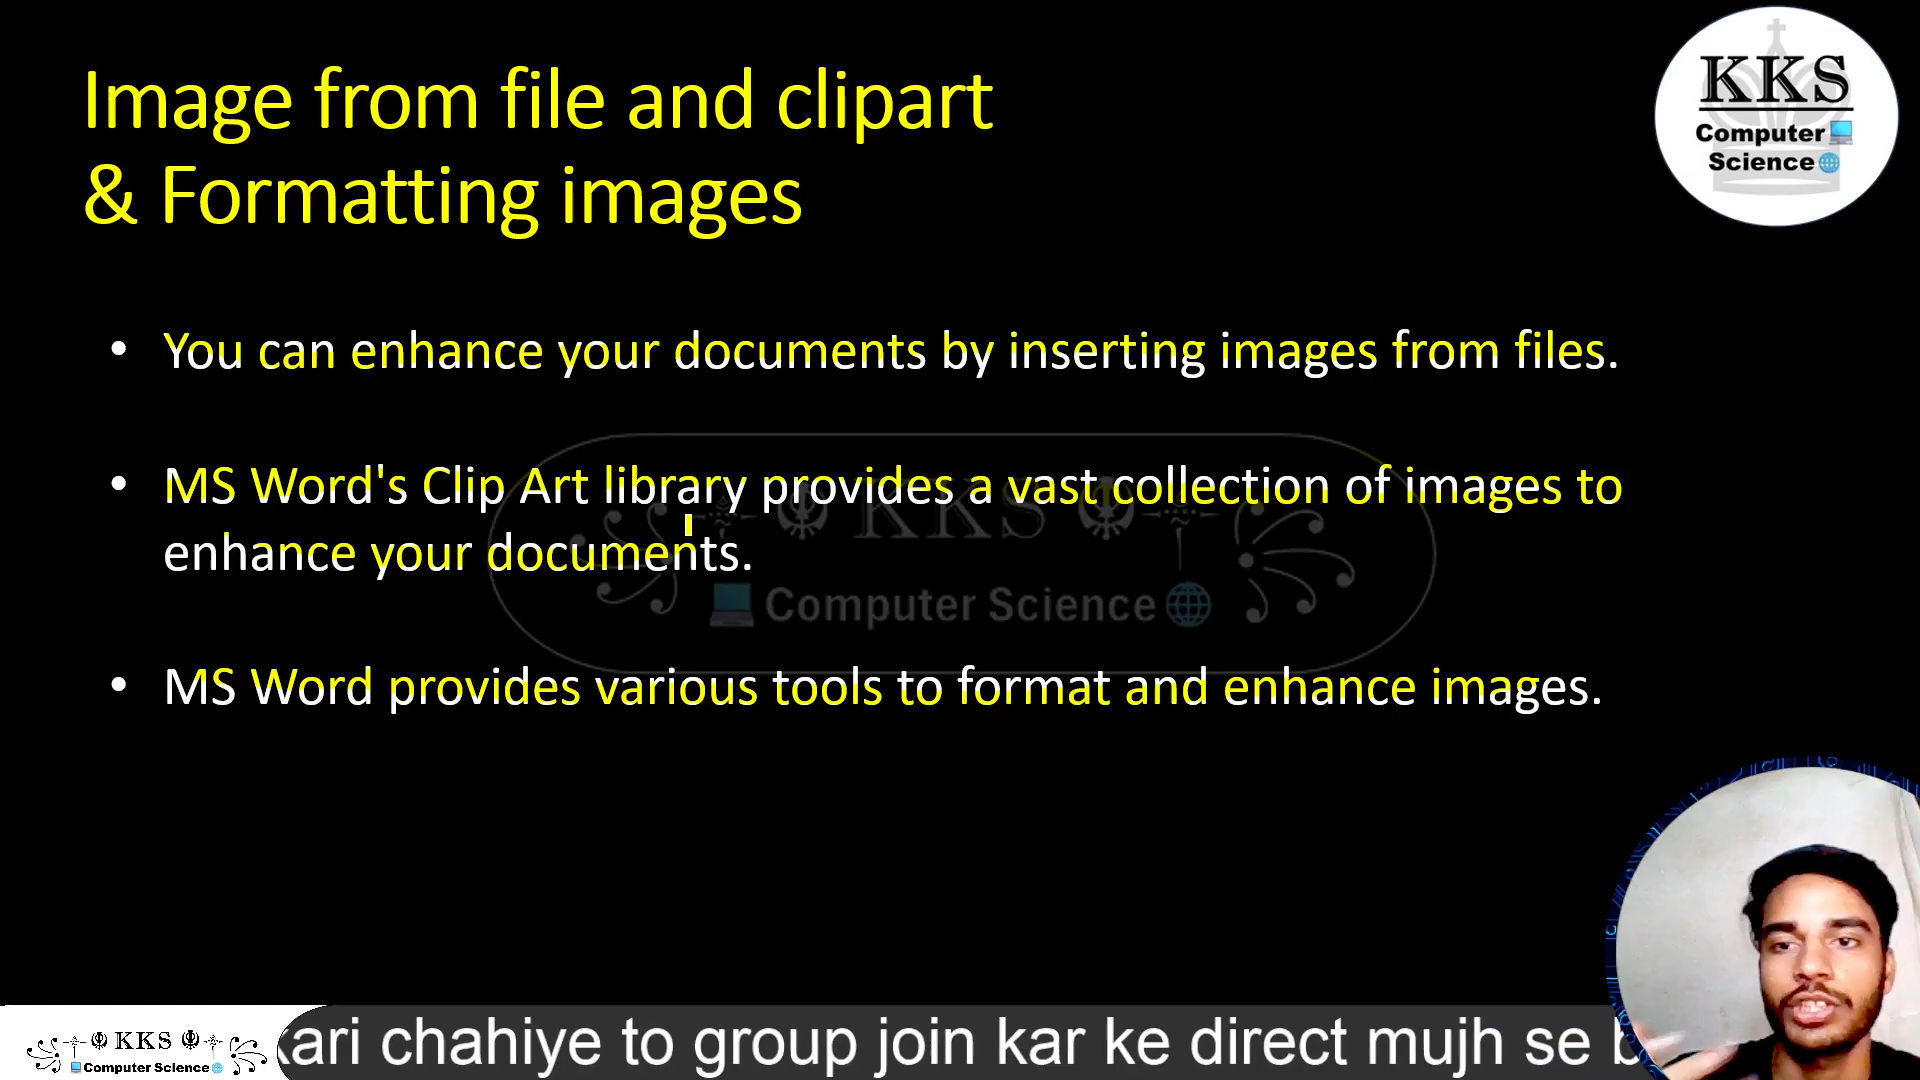 Image from file and clipart
& Formatting images
KKS
Computer
Science
• You can enhance your documents by inserting images from files.
• MS Word's Clip Art library provides a vast collection of images to
enhance your documents.
• MS Word provides various tools to format and enhance images.
KKS
Computer Science
KKS
Computer Science
kari chahiye to group join kar ke direct mujh se